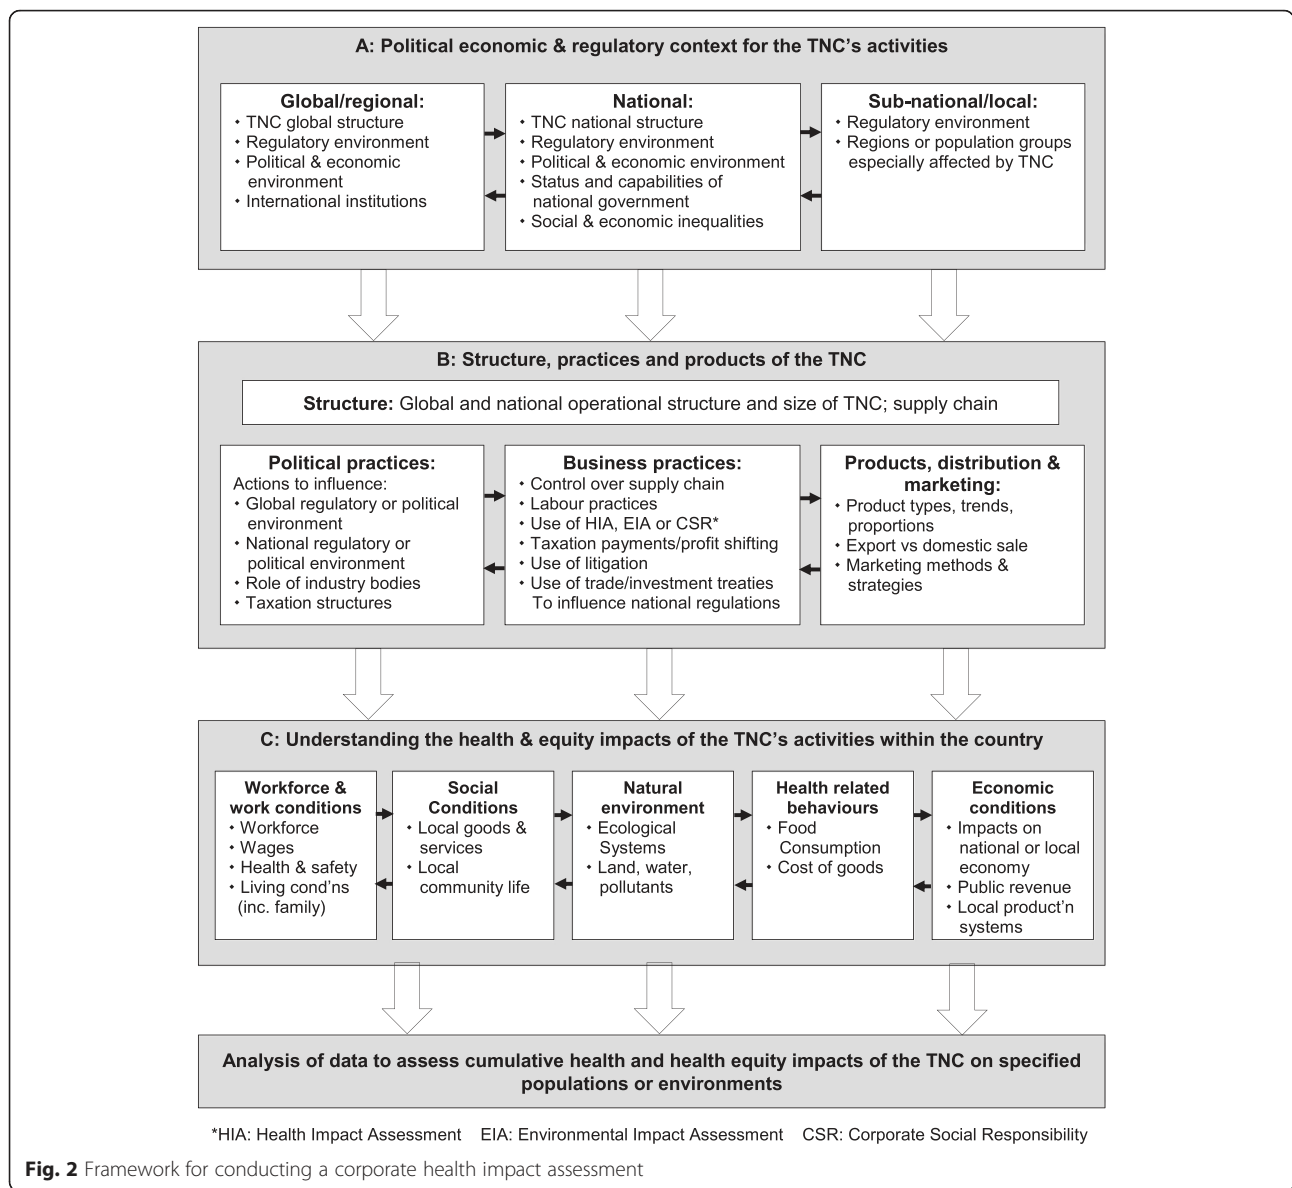 A: Political economic & regulatory context for the TNC's activities
Global/regional:
• TNC global structure
• Regulatory environment
• Political & economic
environment
• International institutions
National:
• TNC national structure
• Regulatory environment
• Political & economic environment
• Status and capabilities of
national government
• Social & economic inequalities
Sub-national/local:
• Regulatory environment
• Regions or population groups
especially affected by TNC
B: Structure, practices and products of the TNC
Structure: Global and national operational structure and size of TNC; supply chain
Political practices:
Actions to influence:
• Global regulatory or political
environment
• National regulatory or
political environment
• Role of industry bodies
• Taxation structures
Business practices:
• Control over supply chain
• Labour practices
• Use of HIA, EIA or CSR*
• Taxation payments/profit shifting
• Use of litigation
• Use of trade/investment treaties
To influence national regulations
Products, distribution &
marketing:
• Product types, trends,
proportions
• Export vs domestic sale
• Marketing methods &
strategies
C: Understanding the health & equity impacts of the TNC's activities within the country
Workforce &
work conditions
• Workforce
• Wages
• Health & safety
• Living cond'ns
(inc. family)
Social
Conditions
• Local goods &
services
• Local
community life
Natural
environment
• Ecological
Systems
• Land, water,
pollutants
Health related
behaviours
• Food
Consumption
• Cost of goods
Economic
conditions
• Impacts on
national or local
economy
• Public revenue
• Local product'n
systems
Analysis of data to assess cumulative health and health equity impacts of the TNC on specified
populations or environments
*HIA: Health Impact Assessment EIA: Environmental Impact Assessment CSR: Corporate Social Responsibility
Fig. 2 Framework for conducting a corporate health impact assessment